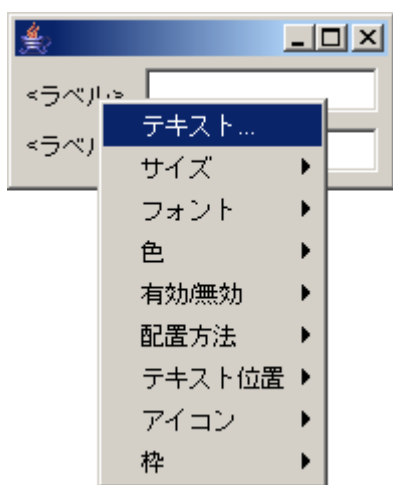 <ラベル>
<ラベ
テキスト...
サイズ
フォント
色
有効/無効
配置方法
テキスト位置
アイコン
枠